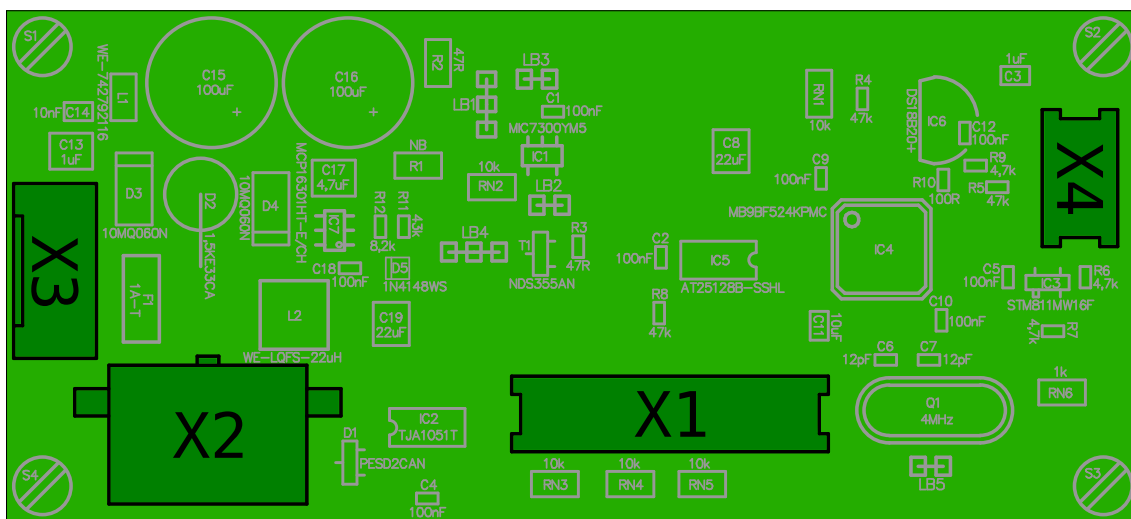 S1
WE-742792116
L1
10nF
C14
C13
1uF
C15
100uF
+
C16
100uF
+
R2
47R
LB3
LB1
C1
100nF
MIC7300YM5
IC1
RN1
10k
R4
47k
DS18B20+
IC6
1uF
C3
S2
C12
100nF
R9
4,7k
R5
47k
R10
100R
X4
C8
22uF
C9
100nF
NB
R1
10k
RN2
LB2
D3
10MQ060N
D2
1,5KE33CA
10MQ060N
D4
MCP16301HT-E/CH
C17
4,7uF
IC7
R12
8,2k
R11
43k
LB4
T1
NDS355AN
R3
47R
C2
100nF
IC5
AT25128B-SSHL
MB9BF524KPMC
IC4
C5
100nF
IC3
STM811MW16F
R6
4,7k
R7
4,7k
X3
F1
1A-T
C18
100nF
D5
1N4148WS
L2
WE-LQFS-22uH
C19
22uF
R8
47k
C11
10uF
C10
100nF
C6
12pF
C7
12pF
1k
RN6
X2
D1
PESD2CAN
IC2
TJA1051T
X1
Q1
4MHz
S4
C4
100nF
10k
RN3
10k
RN4
10k
RN5
LB5
S3